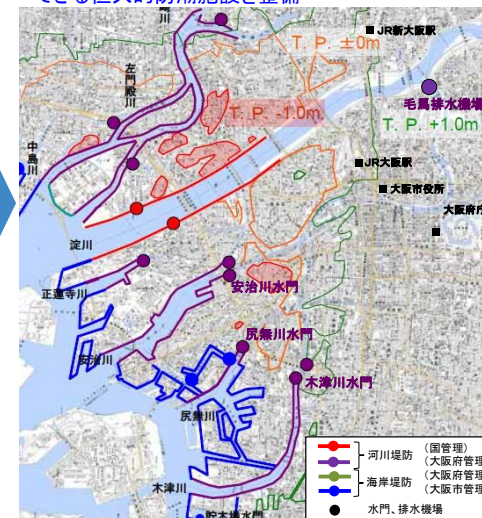 できる恒久的防潮施設を整備
JR新大阪駅
T. P. ±0m
左門殿川
毛馬排水機場
T. P. -1.0m
T. P. +1.0m
中島川
JR大阪駅
大阪市役所
大阪府庁
淀川
正蓮寺川
安治川水門
安治川
尻無川水門
木津川水門
尻無川
木津川
河川堤防
(国管理)
(大阪府管理
海岸堤防
(大阪府管理
(大阪市管理
水門、排水機場